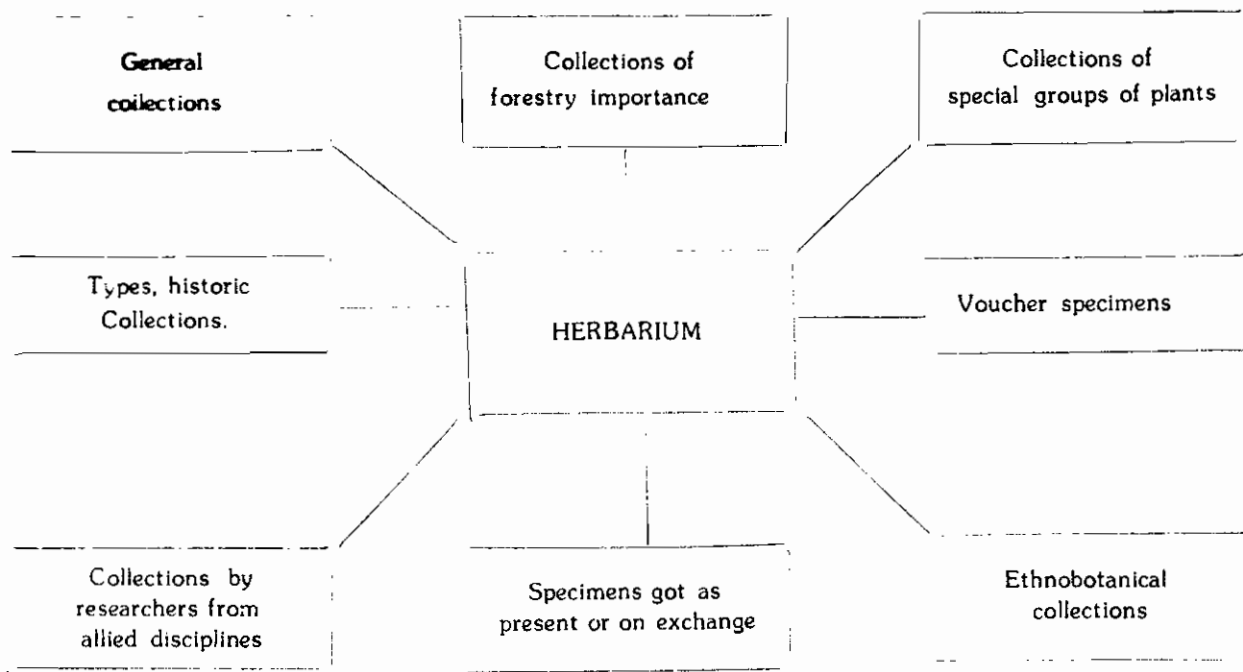 General
collections
Collections of
forestry importance
Collections of
special groups of plants
Types, historic
Collections.
HERBARIUM
Voucher specimens
Collections by
researchers from
allied disciplines
Specimens got as
present or on exchange
Ethnobotanical
collections